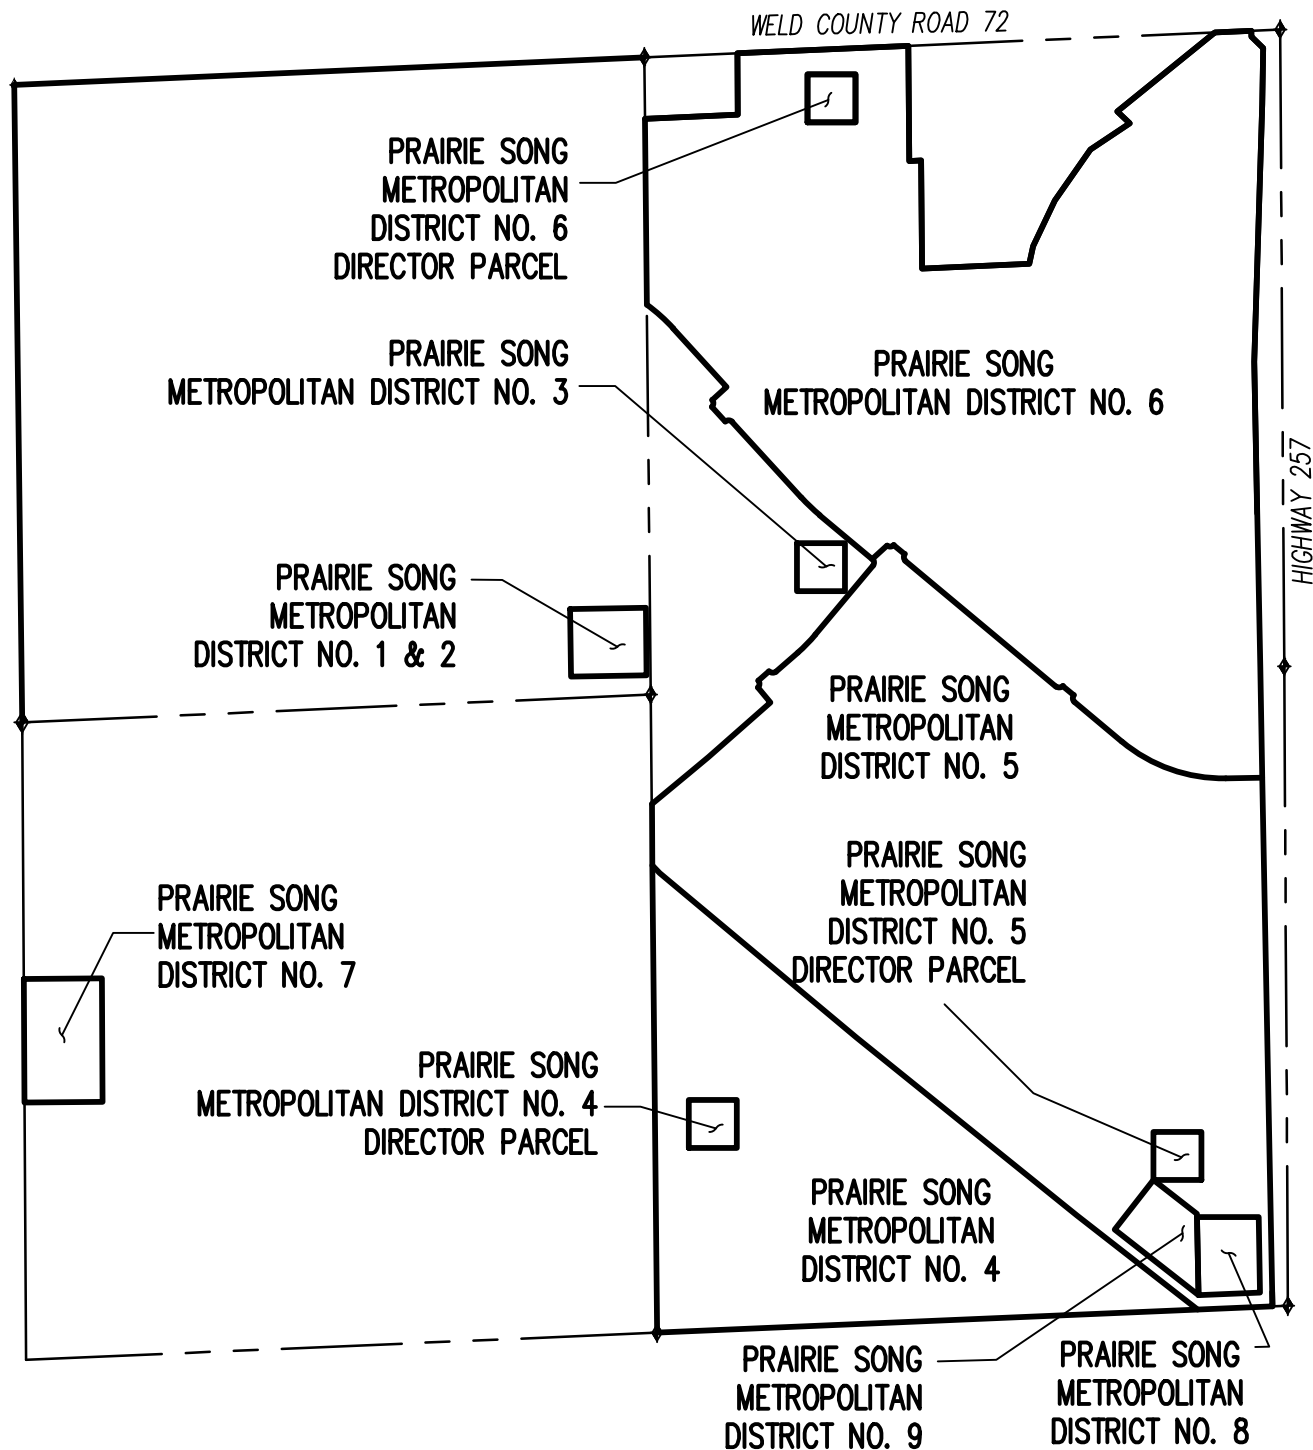 WELD COUNTY ROAD 72
PRAIRIE SONG
METROPOLITAN
DISTRICT NO. 6
DIRECTOR PARCEL
PRAIRIE SONG
METROPOLITAN DISTRICT NO. 3
PRAIRIE SONG
METROPOLITAN DISTRICT NO. 6
HIGHWAY 257
PRAIRIE SONG
METROPOLITAN
DISTRICT NO. 1 & 2
PRAIRIE SONG
METROPOLITAN
DISTRICT NO. 5
PRAIRIE SONG
METROPOLITAN
DISTRICT NO. 5
DIRECTOR PARCEL
PRAIRIE SONG
METROPOLITAN
DISTRICT NO. 7
PRAIRIE SONG
METROPOLITAN DISTRICT NO. 4
DIRECTOR PARCEL
PRAIRIE SONG
METROPOLITAN
DISTRICT NO. 4
PRAIRIE SONG
METROPOLITAN
DISTRICT NO. 9
PRAIRIE SONG
METROPOLITAN
DISTRICT NO. 8